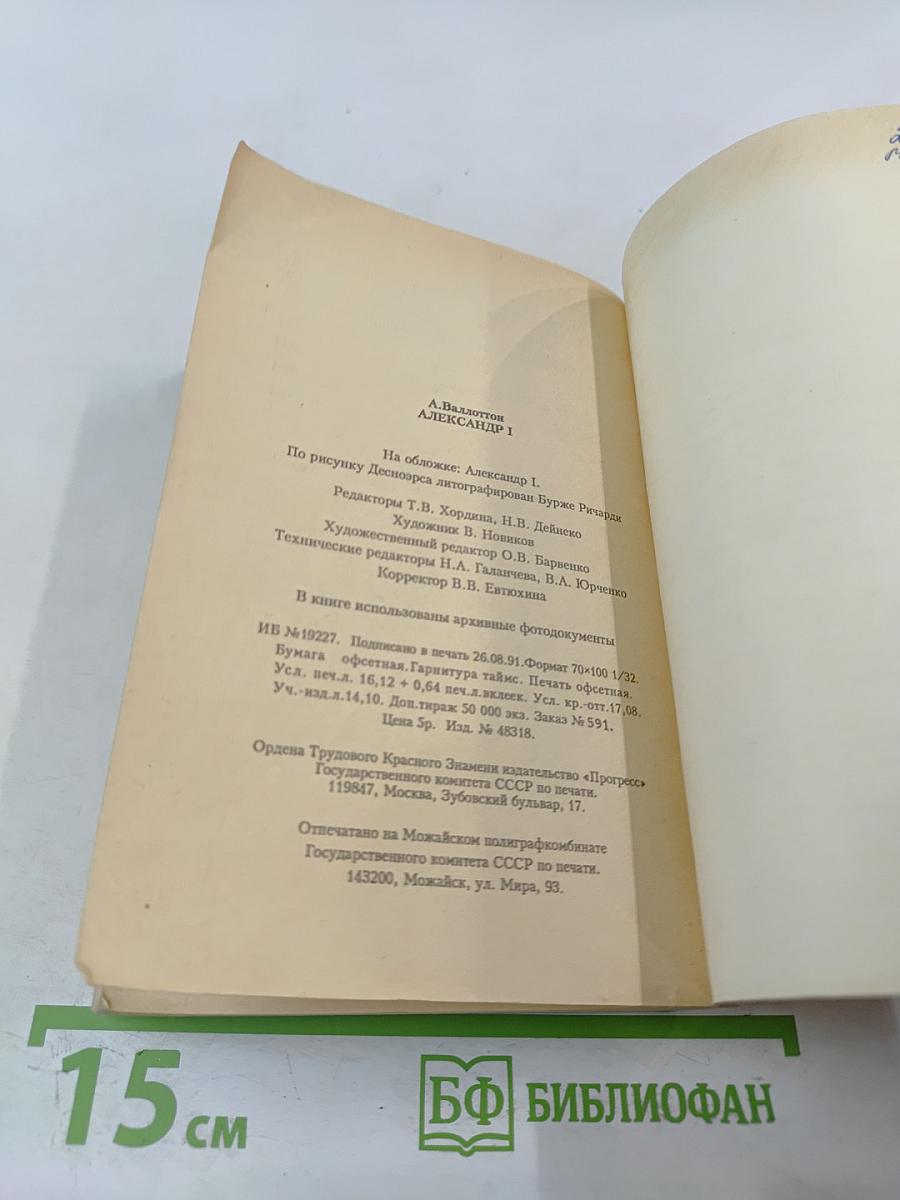 А.Валлоттон
АЛЕКСАНДР I
На обложке: Александр I.
По рисунку Десноэрса литографирован Бурже Ричарди
Редакторы Т.В. Хордина, Н.В. Дейнеко
Художник В. Новиков
Художественный редактор О.В. Барвенко
Технические редакторы Н.А. Галанчева, В.А. Юрченко
Корректор В.В. Евтюхина
В книге использованы архивные фотодокументы
ИБ №19227. Подписано в печать 26.08.91.Формат 70×100 1/32.
Бумага офсетная.Гарнитура таймс. Печать офсетная.
Усл. печ.л. 16,12 + 0,64 печ.л.вклеек. Усл. кр.-отт.17,08.
Уч.-изд.л.14,10. Доп.тираж 50 000 экз. Заказ №591.
Цена 5р. Изд. № 48318.
Ордена Трудового Красного Знамени издательство «Прогресс»
Государственного комитета СССР по печати.
119847, Москва, Зубовский бульвар, 17.
Отпечатано на Можайском полиграфкомбинате
Государственного комитета СССР по печати.
143200, Можайск, ул. Мира, 93.
15 см
БФ БИБЛИОФАН